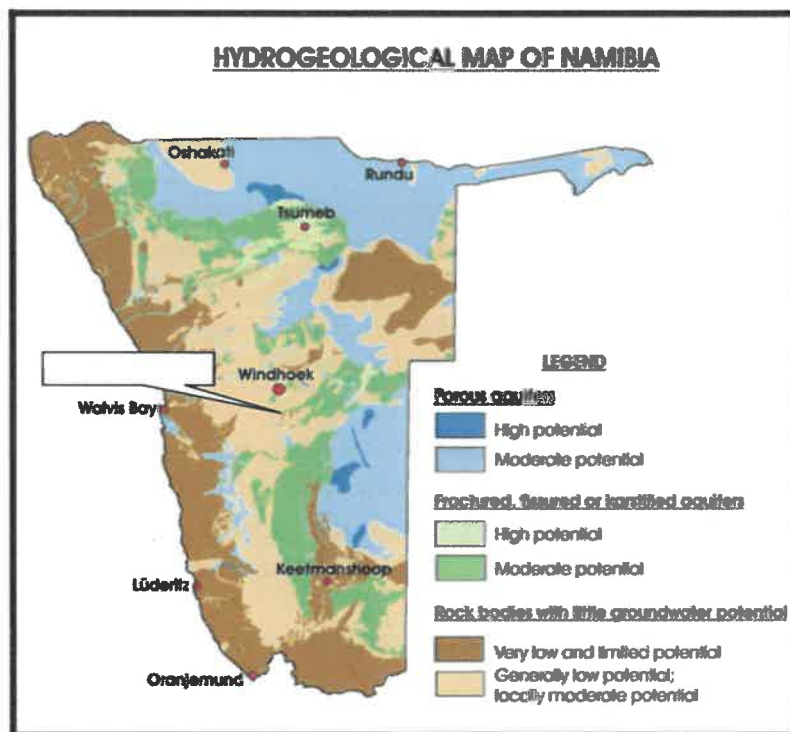 HYDROGEOLOGICAL MAP OF NAMIBIA
Oshakati
Rundu
Tsumeb
Windhoek
Walvis Bay
LEGEND
Porous aquifers
High potential
Moderate potential
Fractured, fissured or karstified aquifers
High potential
Moderate potential
Keetmanshoop
Lüderitz
Rock bodies with little groundwater potential
Very low and limited potential
Generally low potential;
locally moderate potential
Oranjemund